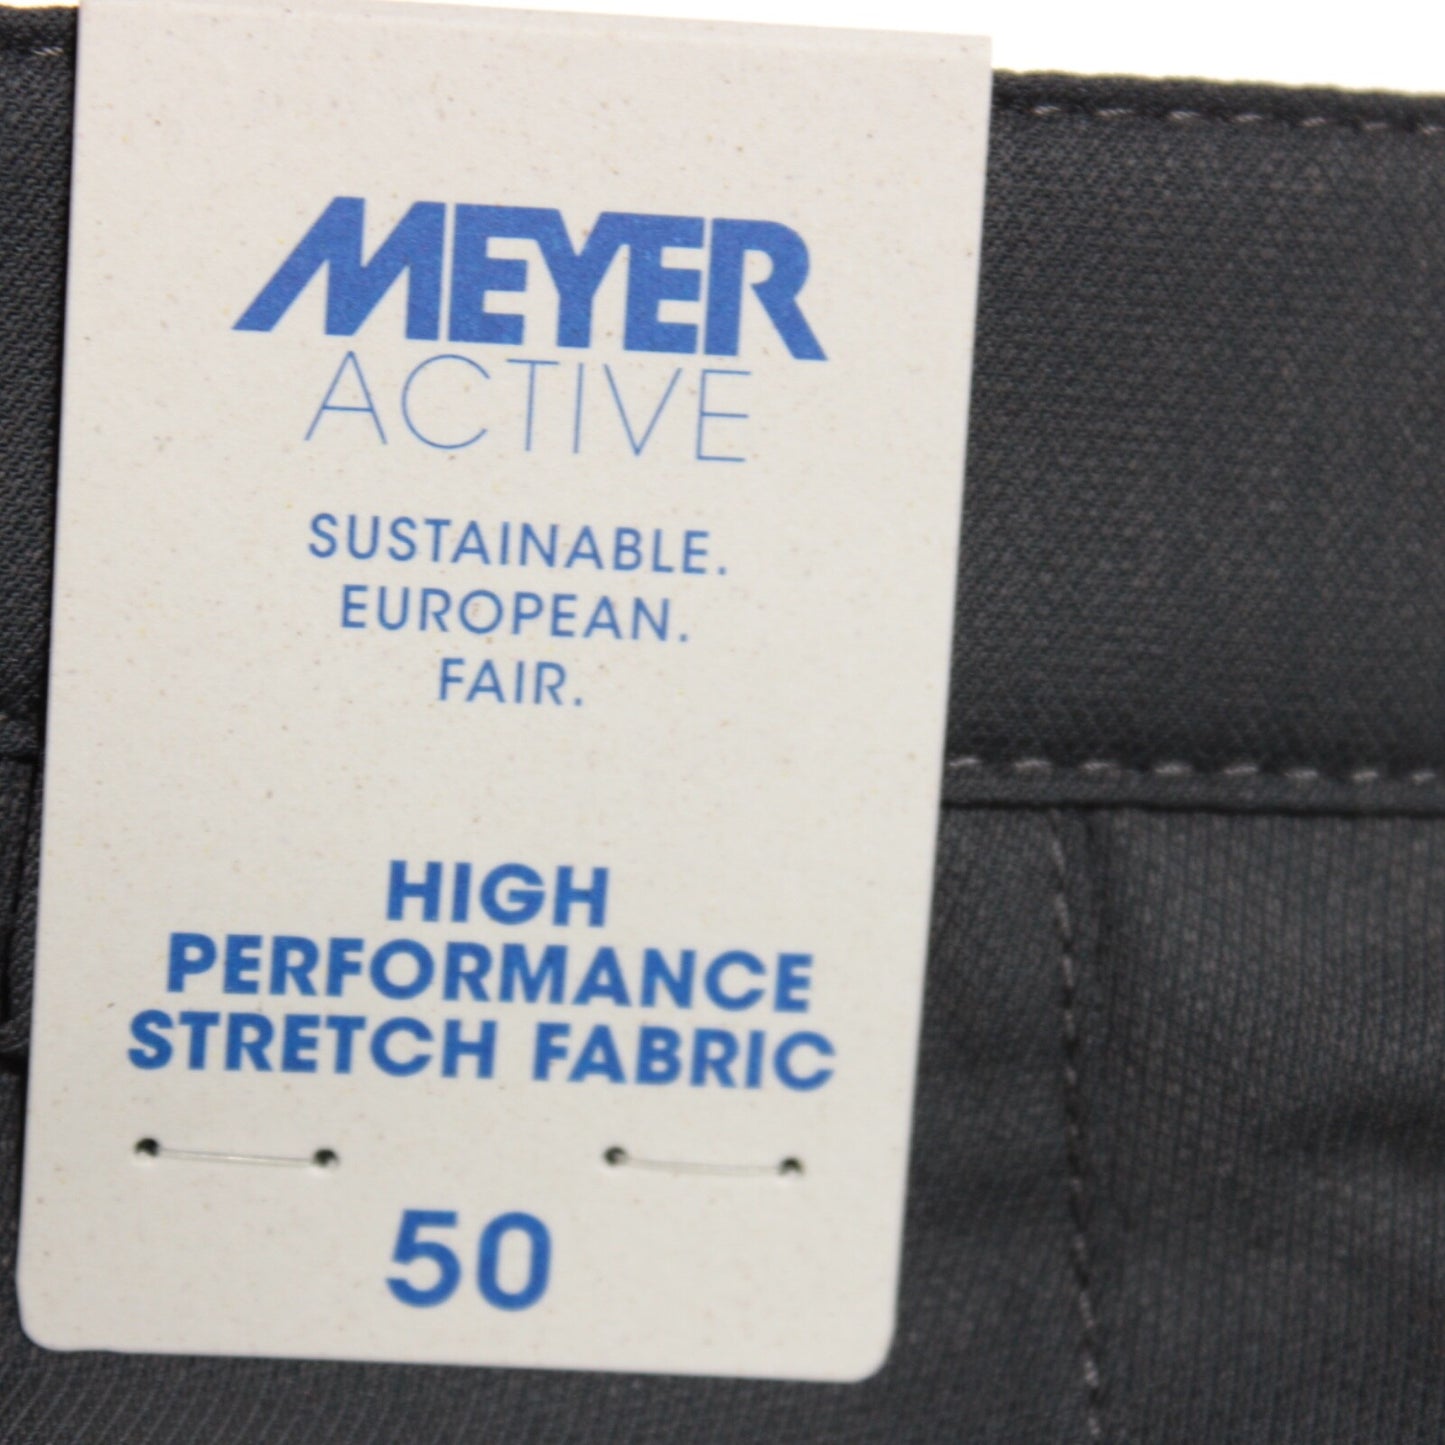 MEYER
ACTIVE
SUSTAINABLE.
EUROPEAN.
FAIR.
HIGH
PERFORMANCE
STRETCH FABRIC
50